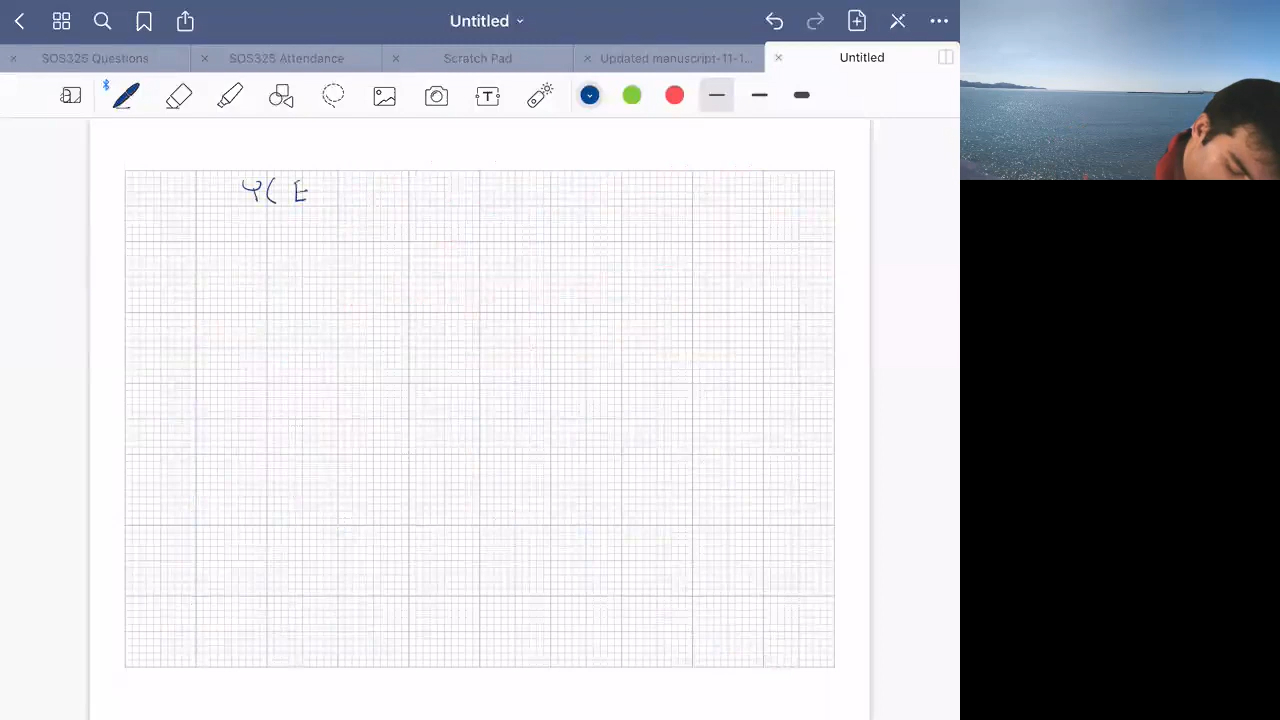 Untitled
SOS325 Questions
SOS325 Attendance
Scratch Pad
Updated manuscript-11-1...
Untitled
Y( E